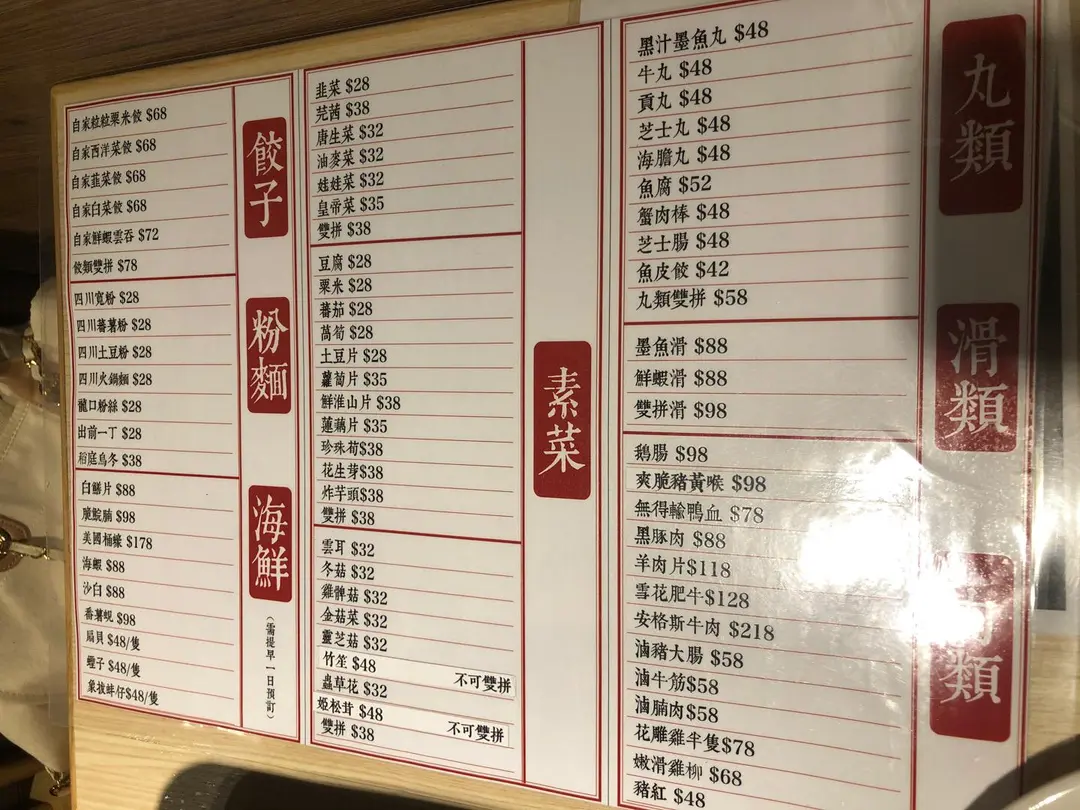 餃子
自家粒粒粟米餃 $68
自家西洋菜餃 $68
自家韮菜餃 $68
自家白菜餃 $68
自家鮮蝦雲吞 $72
餃類雙拼 $78
粉麵
四川寬粉 $28
四川蕃薯粉 $28
四川土豆粉 $28
四川火鍋麵 $28
龍口粉絲 $28
出前一丁 $28
稻庭烏冬 $38
海鮮
(需提早一日預訂)
白鱔片 $88
脆鯇腩 $98
美國桶蠔 $178
海蝦 $88
沙白 $88
番薯蜆 $98
扇貝 $48/隻
蟶子 $48/隻
象拔蚌仔$48/隻
素菜
韭菜 $28
芫茜 $38
唐生菜 $32
油麥菜 $32
娃娃菜 $32
皇帝菜 $35
雙拼 $38
豆腐 $28
粟米 $28
蕃茄 $28
萵筍 $28
土豆片 $28
蘿蔔片 $35
鮮淮山片 $38
蓮藕片 $35
珍珠荀$38
花生芽$38
炸芋頭$38
雙拼 $38
雲耳 $32
冬菇 $32
雞髀菇 $32
金菇菜 $32
靈芝菇 $32
竹笙 $48 不可雙拼
蟲草花 $32
姬松茸 $48 不可雙拼
雙拼 $38
丸類
黑汁墨魚丸 $48
牛丸 $48
貢丸 $48
芝士丸 $48
海膽丸 $48
魚腐 $52
蟹肉棒 $48
芝士腸 $48
魚皮餃 $42
丸類雙拼 $58
滑類
墨魚滑 $88
鮮蝦滑 $88
雙拼滑 $98
類
鵝腸 $98
爽脆豬黃喉 $98
無得輸鴨血 $78
黑豚肉 $88
羊肉片$118
雪花肥牛$128
安格斯牛肉 $218
滷豬大腸 $58
滷牛筋$58
滷腩肉$58
花雕雞半隻$78
嫩滑雞柳 $68
豬紅 $48